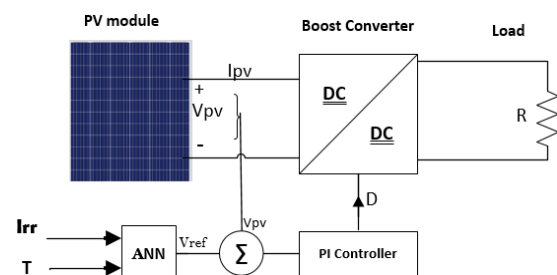 PV module
Boost Converter
Load
Ipv
+
Vpv
-
DC
DC
R
D
Vpv
Irr
T
ANN
Vref
Σ
PI Controller